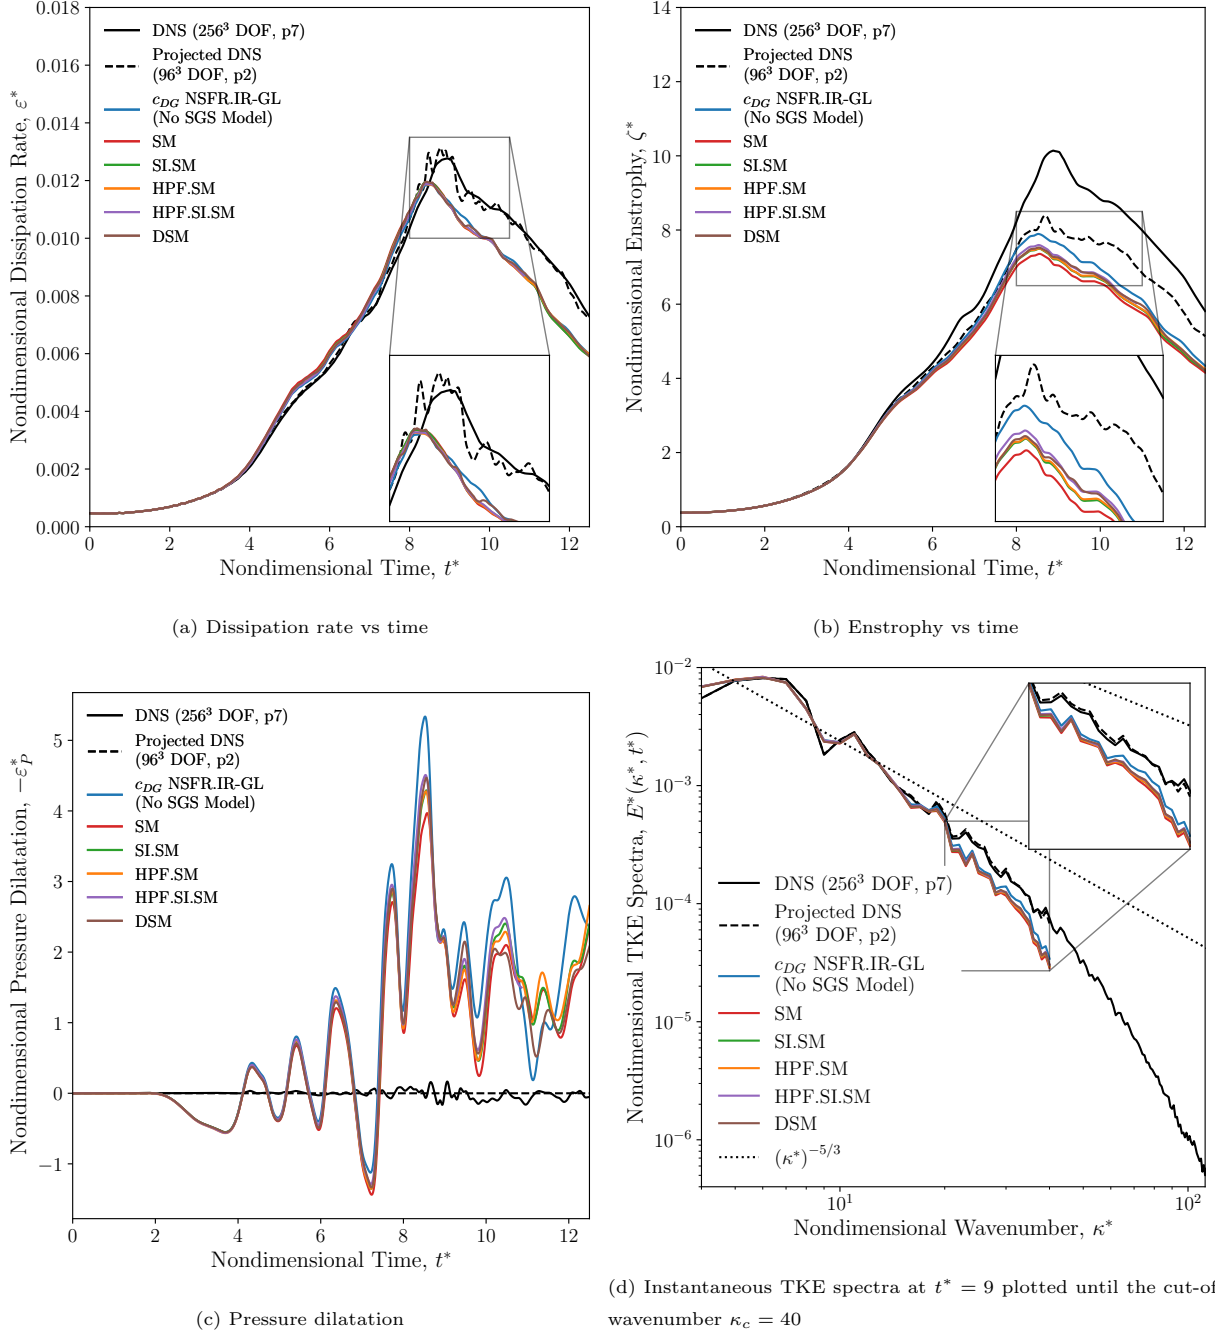 0.018
0.016
0.014
0.012
0.010
0.008
0.006
0.004
0.002
0.000
Nondimensional Dissipation Rate, ε*
DNS (256³ DOF, p7)
Projected DNS
(96³ DOF, p2)
c_DG NSFR.IR-GL
(No SGS Model)
SM
SI.SM
HPF.SM
HPF.SI.SM
DSM
0 2 4 6 8 10 12
Nondimensional Time, t*
(a) Dissipation rate vs time
14
12
10
8
6
4
2
0
Nondimensional Enstrophy, ζ*
DNS (256³ DOF, p7)
Projected DNS
(96³ DOF, p2)
c_DG NSFR.IR-GL
(No SGS Model)
SM
SI.SM
HPF.SM
HPF.SI.SM
DSM
0 2 4 6 8 10 12
Nondimensional Time, t*
(b) Enstrophy vs time
5
4
3
2
1
0
−1
Nondimensional Pressure Dilatation, −ε*_P
DNS (256³ DOF, p7)
Projected DNS
(96³ DOF, p2)
c_DG NSFR.IR-GL
(No SGS Model)
SM
SI.SM
HPF.SM
HPF.SI.SM
DSM
0 2 4 6 8 10 12
Nondimensional Time, t*
(c) Pressure dilatation
10⁻²
10⁻³
10⁻⁴
10⁻⁵
10⁻⁶
Nondimensional TKE Spectra, E*(κ*, t*)
DNS (256³ DOF, p7)
Projected DNS
(96³ DOF, p2)
c_DG NSFR.IR-GL
(No SGS Model)
SM
SI.SM
HPF.SM
HPF.SI.SM
DSM
(κ*)^−5/3
10¹ 10²
Nondimensional Wavenumber, κ*
(d) Instantaneous TKE spectra at t* = 9 plotted until the cut-of
wavenumber κ_c = 40